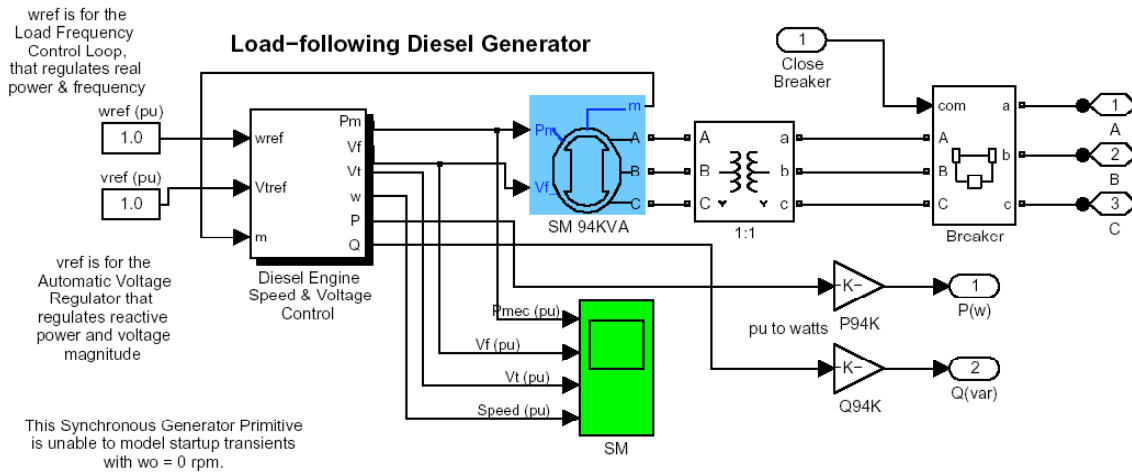 wref is for the
Load Frequency
Control Loop,
that regulates real
power & frequency
Load−following Diesel Generator
1
Close
Breaker
wref (pu)
1.0
vref (pu)
1.0
wref
Vtref
m
Pm
Vf
Vt
w
P
Q
Diesel Engine
Speed & Voltage
Control
m
Pm
Vf_
A
B
C
SM 94KVA
A
B
C
a
b
c
1:1
com
A
B
C
a
b
c
Breaker
1
A
2
B
3
C
vref is for the
Automatic Voltage
Regulator that
regulates reactive
power and voltage
magnitude
Pmec (pu)
Vf (pu)
Vt (pu)
Speed (pu)
SM
pu to watts
-K-
P94K
1
P(w)
-K-
Q94K
2
Q(var)
This Synchronous Generator Primitive
is unable to model startup transients
with wo = 0 rpm.